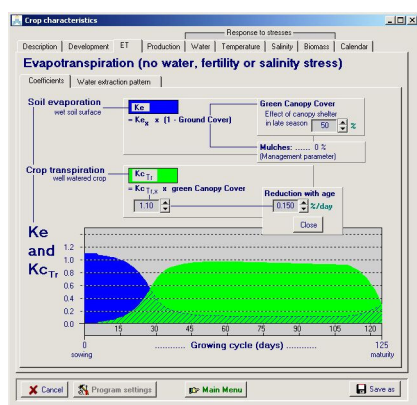 Crop characteristics
Response to stresses
Description Development ET Production Water Temperature Salinity Biomass Calendar
Evapotranspiration (no water, fertility or salinity stress)
Coefficients Water extraction pattern
Soil evaporation
wet soil surface
Ke
= Kex x (1 - Ground Cover)
Green Canopy Cover
Effect of canopy shelter
in late season 50 %
Mulches: ...... 0 %
(Management parameter)
Crop transpiration
well watered crop
KcTr
= KcTr,x x green Canopy Cover
1.10
Reduction with age
0.150 %/day
Close
Ke
and
KcTr
1.2
1.0
0.8
0.6
0.4
0.2
0.0
15 30 45 60 75 90 105 120
0 ............ Growing cycle (days) ............ 125
sowing maturity
Cancel Program settings Main Menu Save as